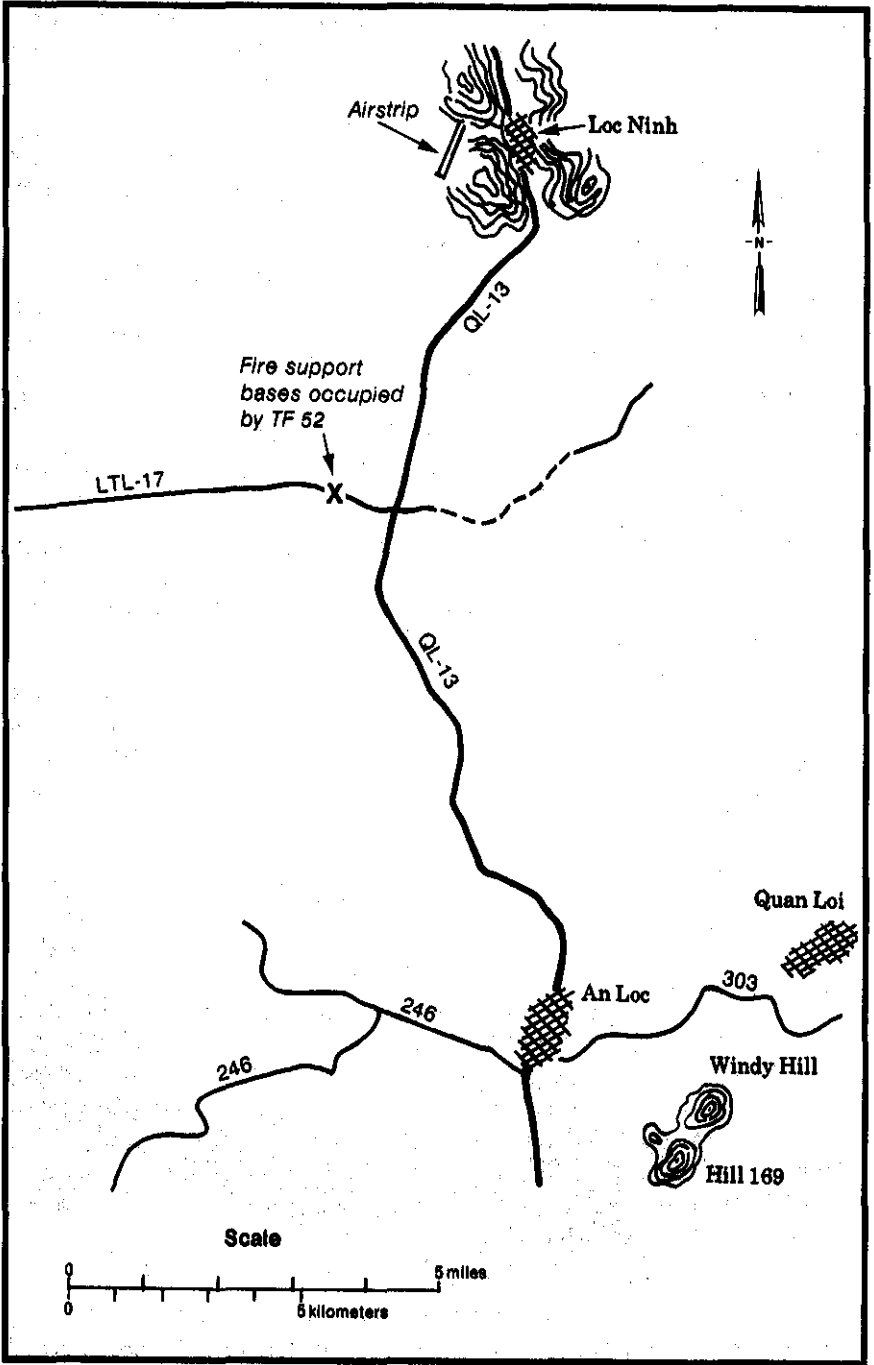 Airstrip
Loc Ninh
-N-
QL-13
Fire support
bases occupied
by TF 52
LTL-17
X
QL-13
Quan Loi
An Loc
303
246
246
Windy Hill
Hill 169
Scale
0
5 miles
0
5 kilometers